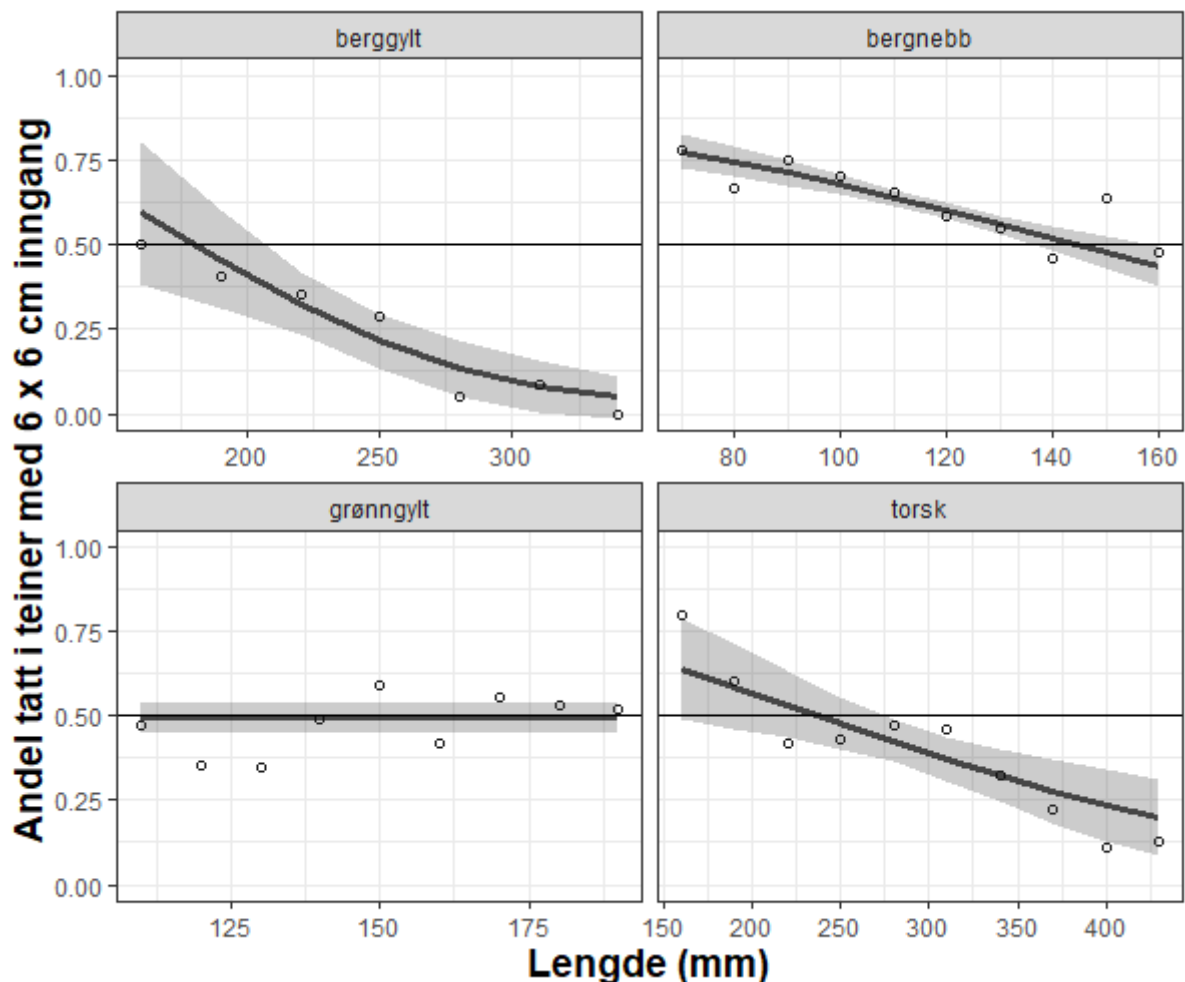 berggylt
bergnebb
1.00
0.75
0.50
0.25
0.00
200 250 300
80 100 120 140 160
grønngylt
torsk
1.00
0.75
0.50
0.25
0.00
125 150 175
150 200 250 300 350 400
Andel tatt i teiner med 6 x 6 cm inngang
Lengde (mm)